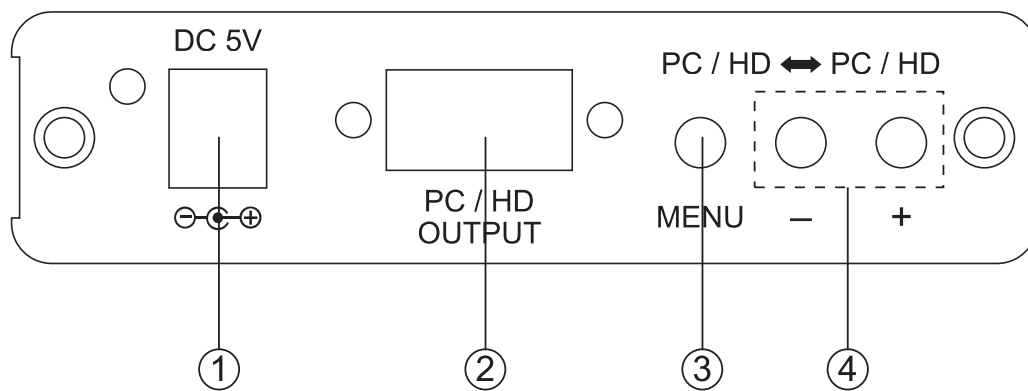 DC 5V
PC / HD ⬌ PC / HD
PC / HD
OUTPUT
MENU – +
① ② ③ ④